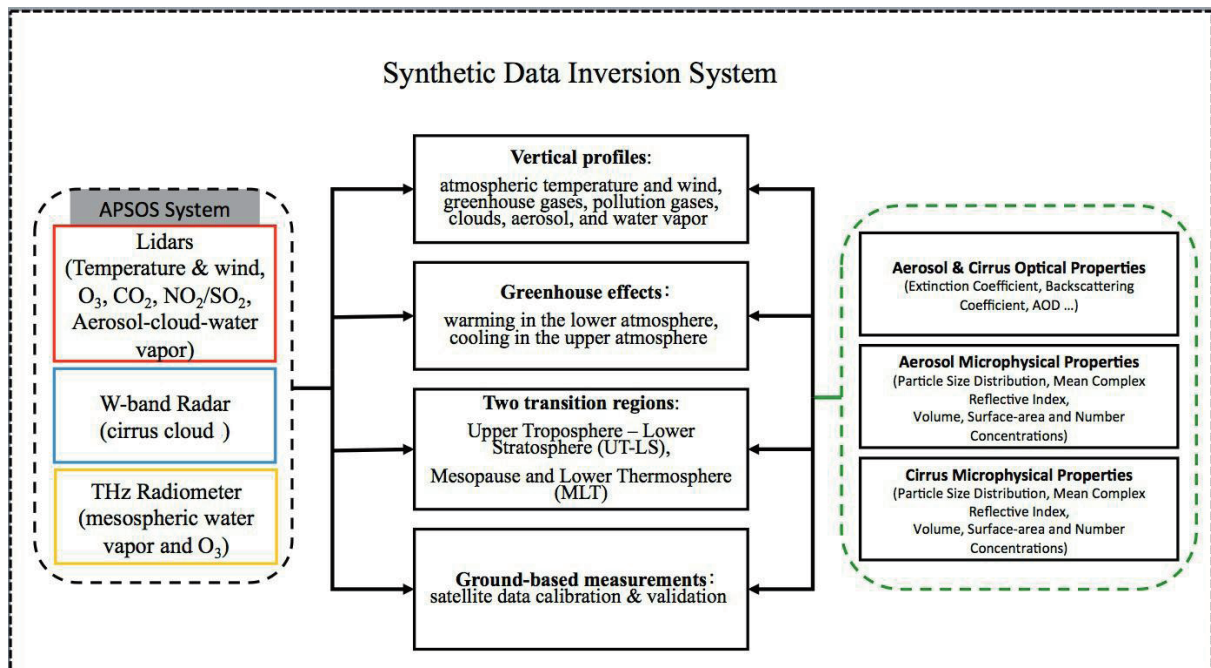 Synthetic Data Inversion System
APSOS System
Lidars
(Temperature & wind,
O₃, CO₂, NO₂/SO₂,
Aerosol-cloud-water
vapor)
W-band Radar
(cirrus cloud )
THz Radiometer
(mesospheric water
vapor and O₃)
Vertical profiles:
atmospheric temperature and wind,
greenhouse gases, pollution gases,
clouds, aerosol, and water vapor
Greenhouse effects：
warming in the lower atmosphere,
cooling in the upper atmosphere
Two transition regions:
Upper Troposphere – Lower
Stratosphere (UT-LS),
Mesopause and Lower Thermosphere
(MLT)
Ground-based measurements：
satellite data calibration & validation
Aerosol & Cirrus Optical Properties
(Extinction Coefficient, Backscattering
Coefficient, AOD ...)
Aerosol Microphysical Properties
(Particle Size Distribution, Mean Complex
Reflective Index,
Volume, Surface-area and Number
Concentrations)
Cirrus Microphysical Properties
(Particle Size Distribution, Mean Complex
Reflective Index,
Volume, Surface-area and Number
Concentrations)